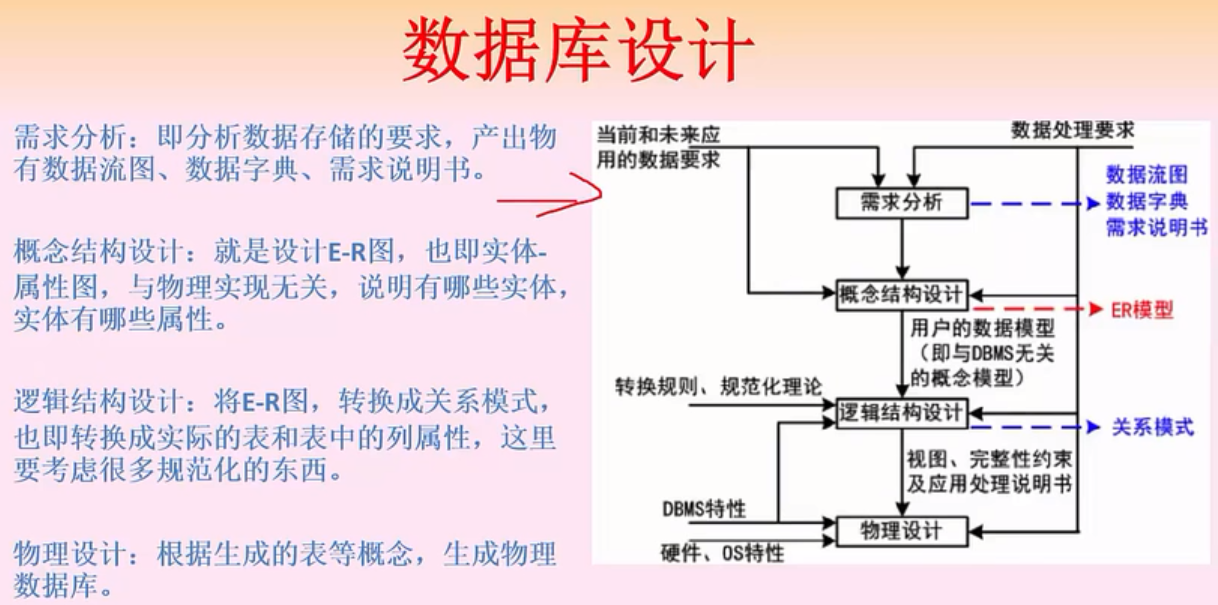 数据库设计
需求分析：即分析数据存储的要求，产出物
有数据流图、数据字典、需求说明书。
概念结构设计：就是设计E-R图，也即实体-
属性图，与物理实现无关，说明有哪些实体，
实体有哪些属性。
逻辑结构设计：将E-R图，转换成关系模式，
也即转换成实际的表和表中的列属性，这里
要考虑很多规范化的东西。
物理设计：根据生成的表等概念，生成物理
数据库。
当前和未来应
用的数据要求
数据处理要求
需求分析
数据流图
数据字典
需求说明书
概念结构设计
ER模型
用户的数据模型
（即与DBMS无关
的概念模型）
转换规则、规范化理论
逻辑结构设计
关系模式
视图、完整性约束
及应用处理说明书
DBMS特性
物理设计
硬件、OS特性